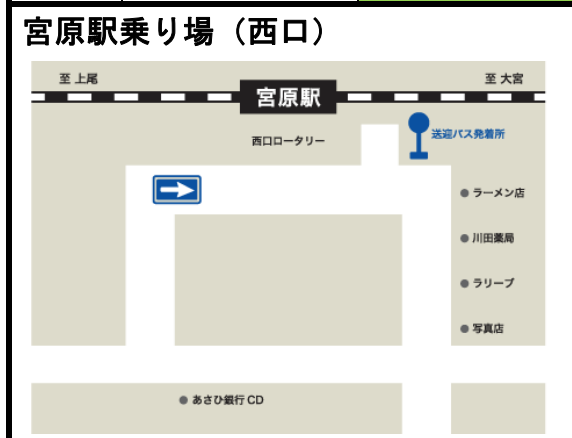 宮原駅乗り場（西口）
至 上尾
至 大宮
宮原駅
西口ロータリー
送迎バス発着所
ラーメン店
川田薬局
ラリーブ
写真店
あさひ銀行 CD